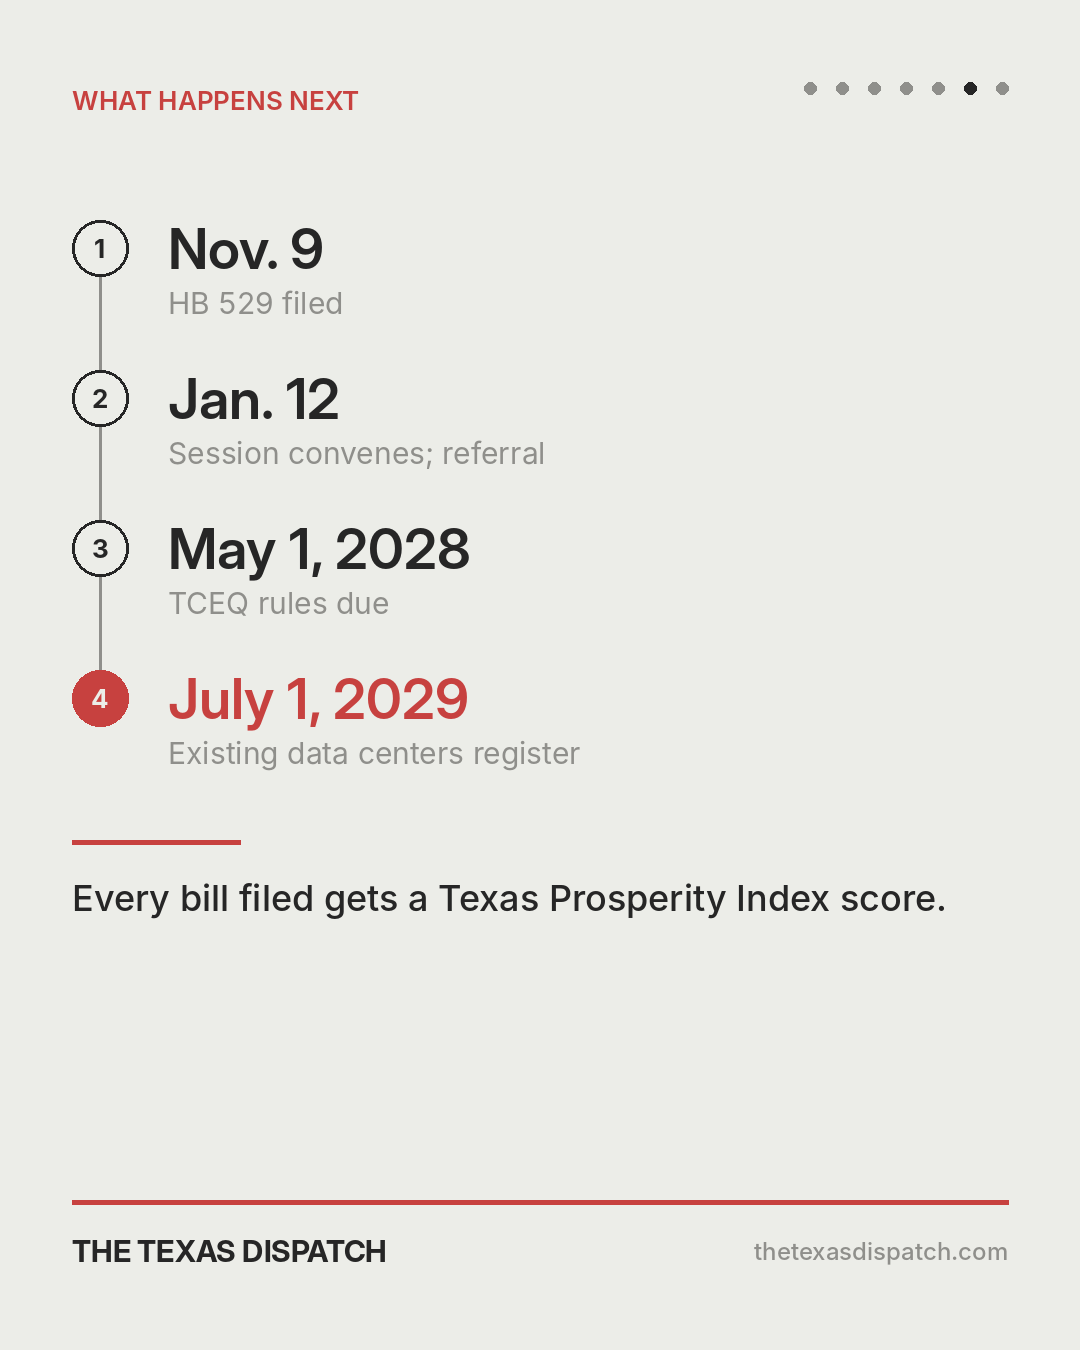 WHAT HAPPENS NEXT
1
Nov. 9
HB 529 filed
2
Jan. 12
Session convenes; referral
3
May 1, 2028
TCEQ rules due
4
July 1, 2029
Existing data centers register
Every bill filed gets a Texas Prosperity Index score.
THE TEXAS DISPATCH
thetexasdispatch.com